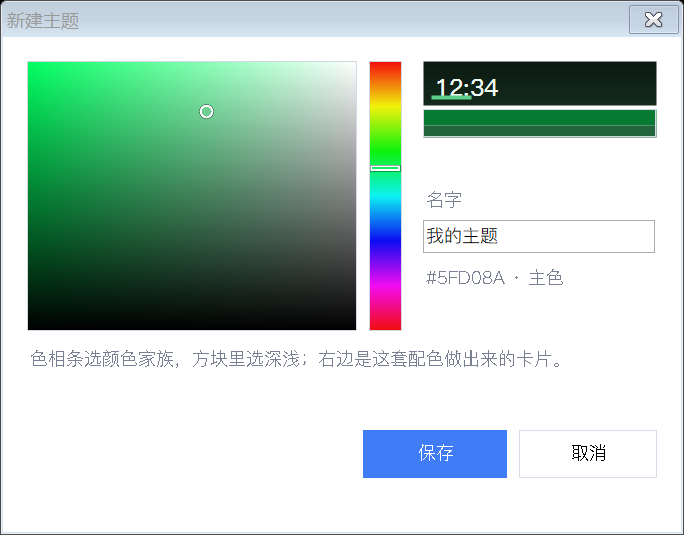 新建主题
12:34
名字
我的主题
#5FD08A · 主色
色相条选颜色家族，方块里选深浅；右边是这套配色做出来的卡片。
保存
取消